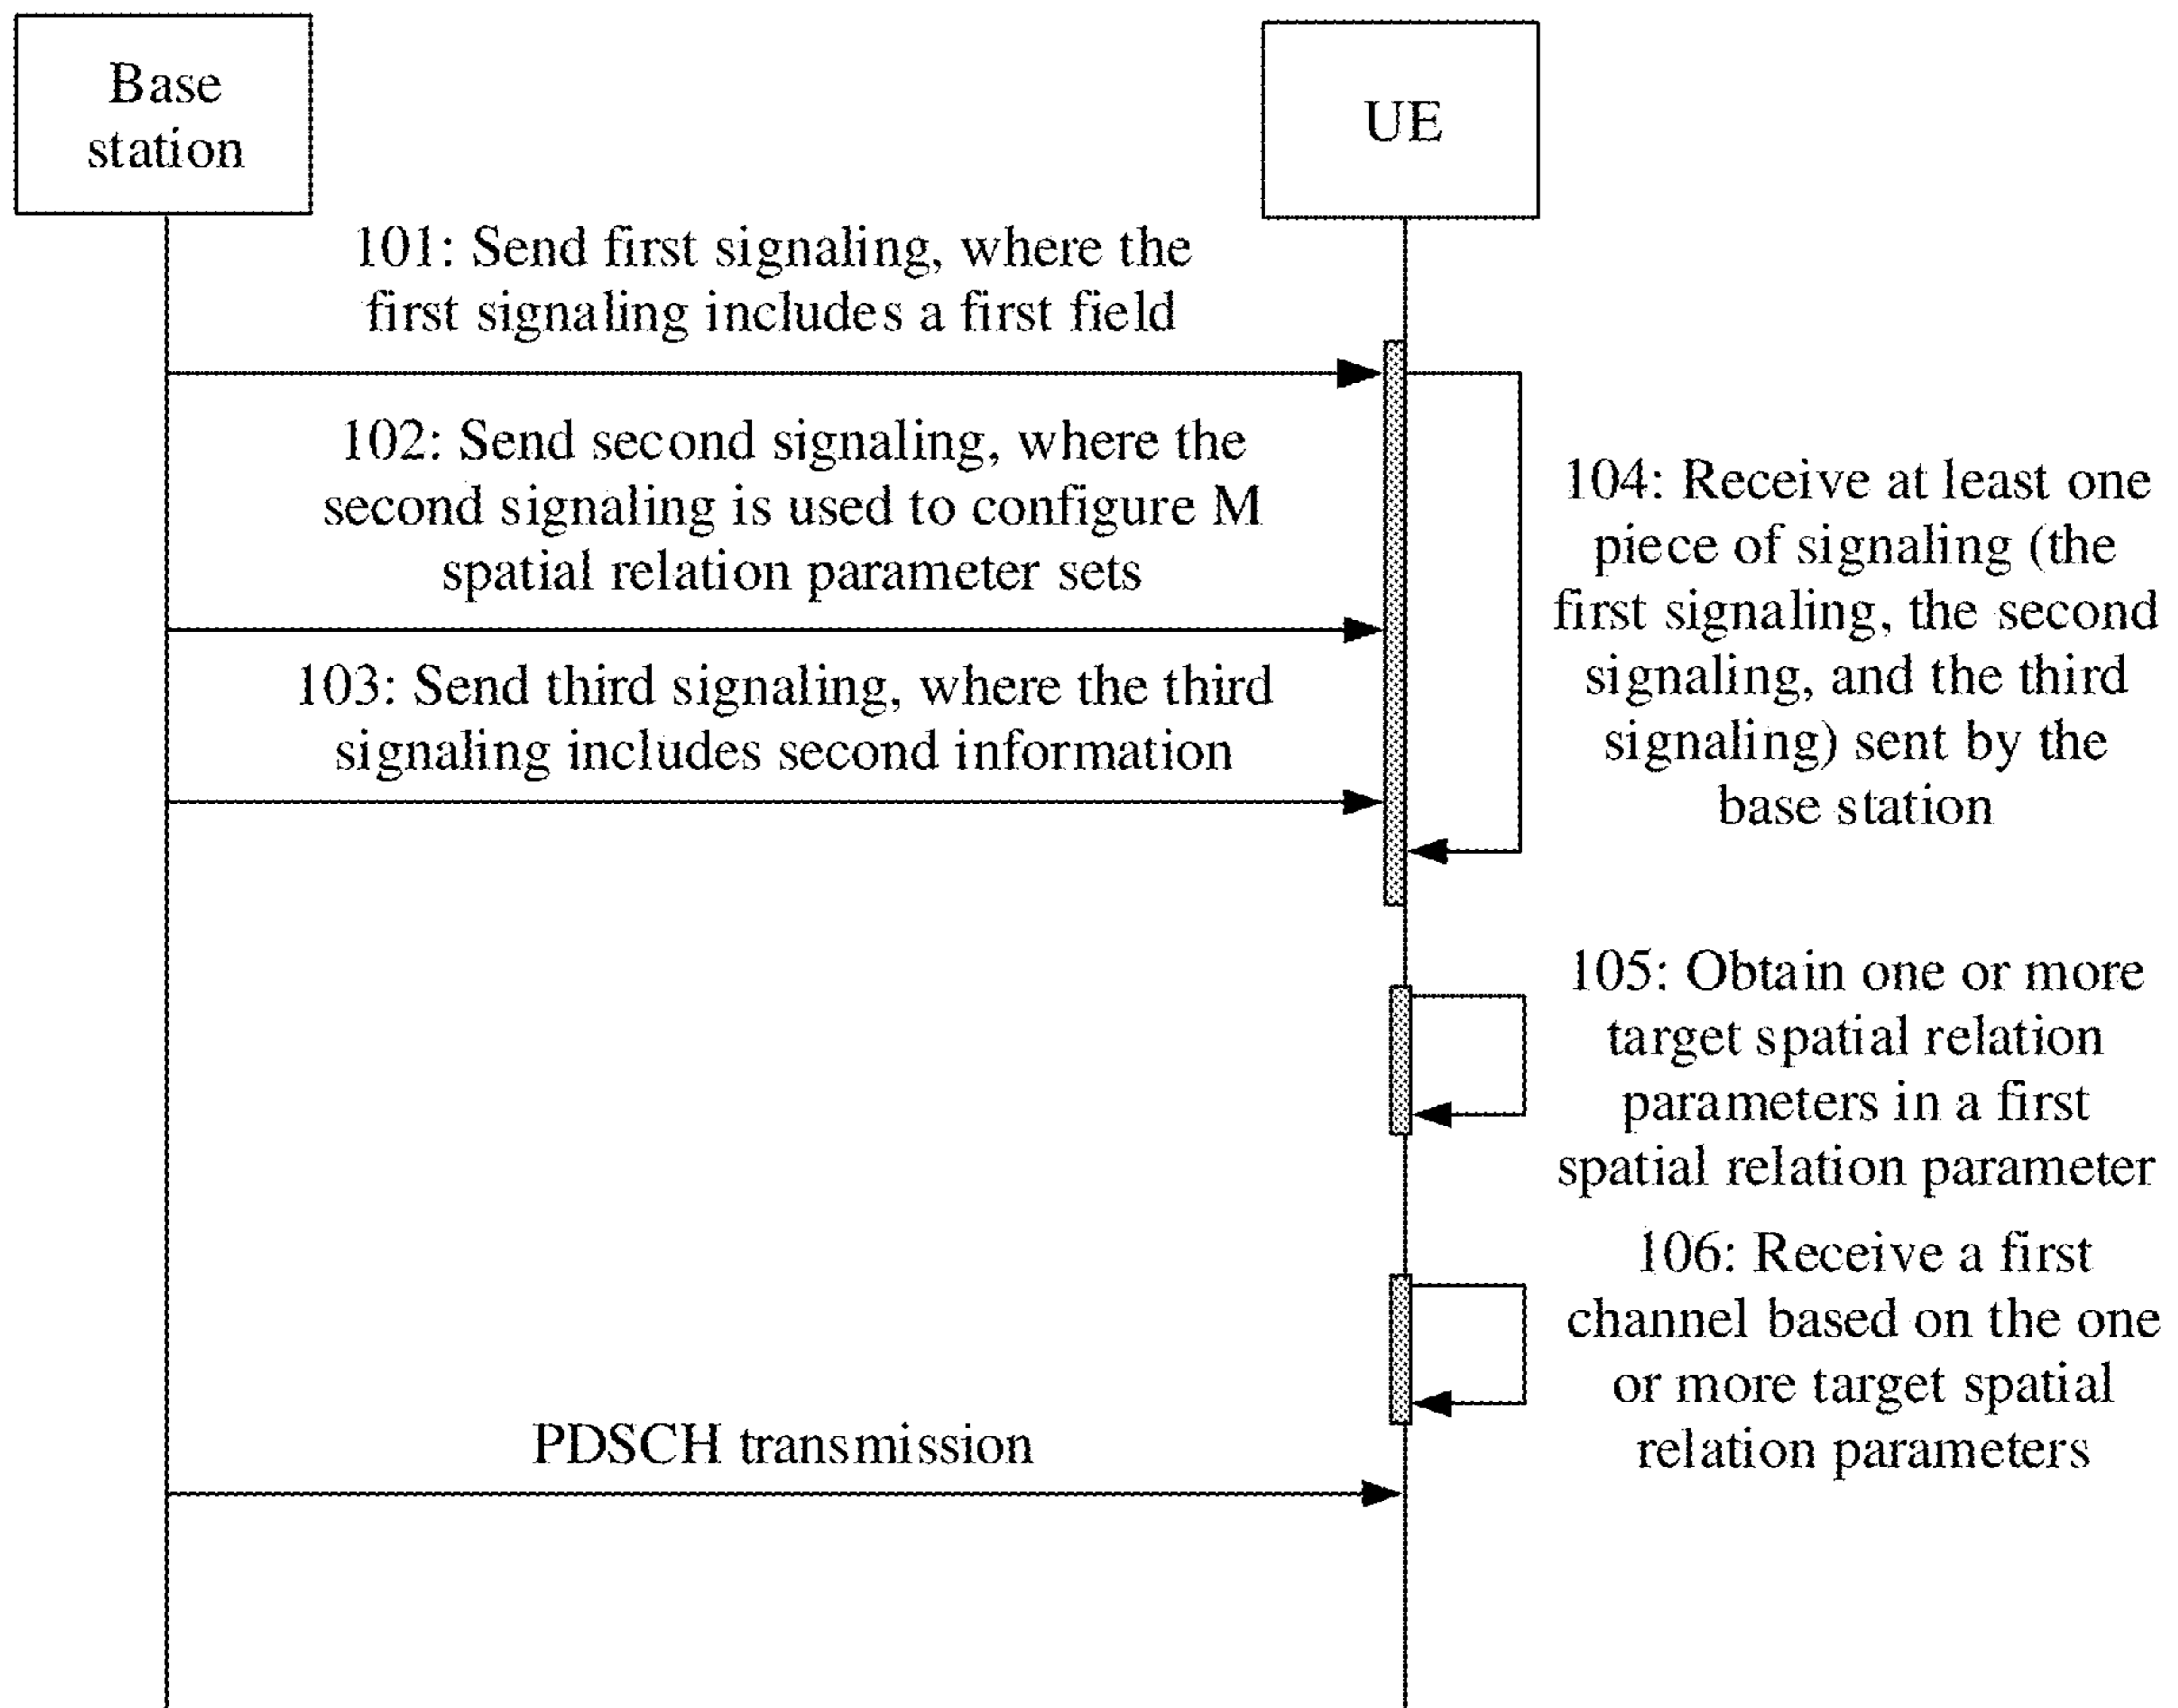 Base
station
UE
101: Send first signaling, where the
first signaling includes a first field
102: Send second signaling, where the
second signaling is used to configure M
spatial relation parameter sets
103: Send third signaling, where the third
signaling includes second information
104: Receive at least one
piece of signaling (the
first signaling, the second
signaling, and the third
signaling) sent by the
base station
105: Obtain one or more
target spatial relation
parameters in a first
spatial relation parameter
106: Receive a first
channel based on the one
or more target spatial
relation parameters
PDSCH transmission